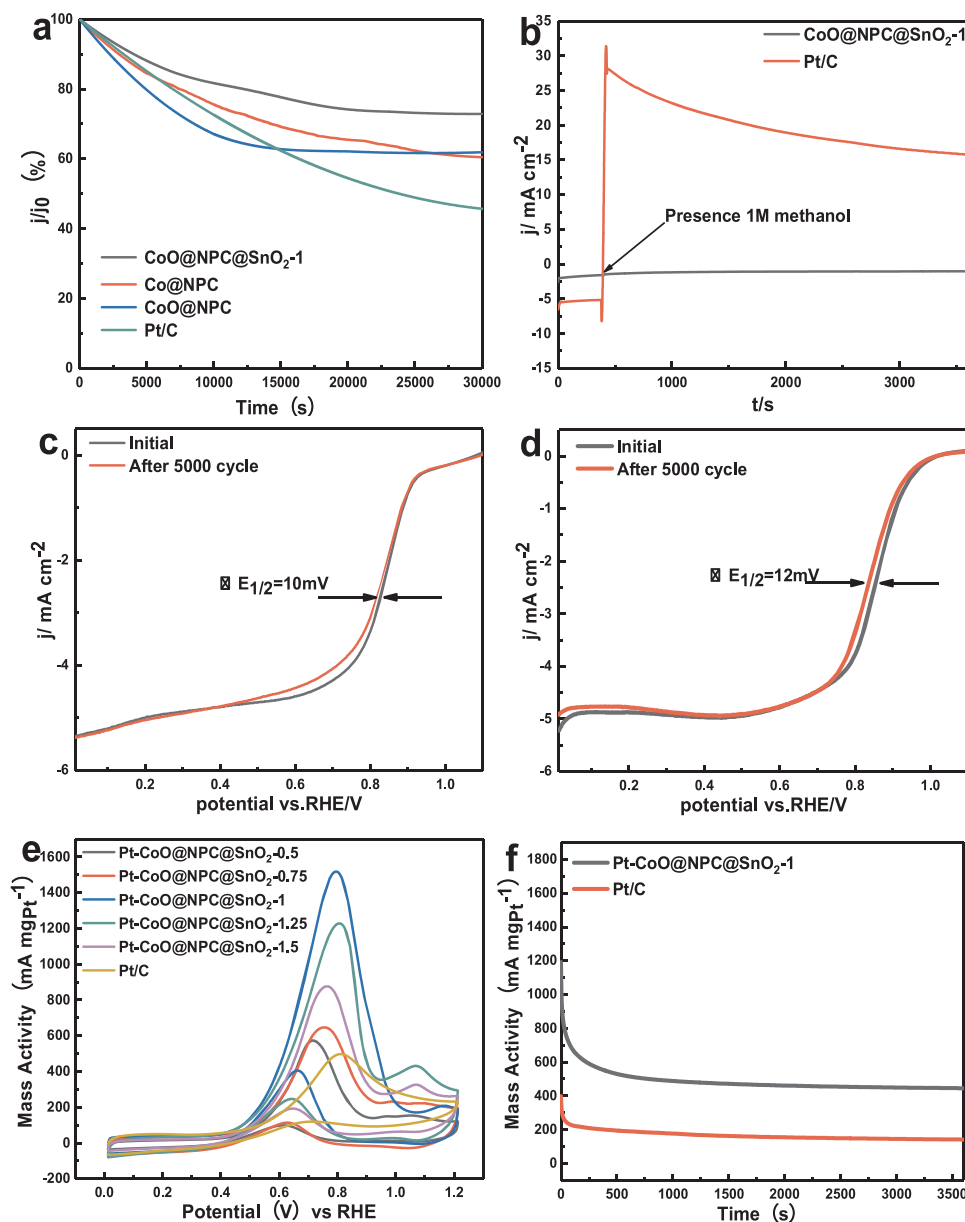 a
100
80
60
40
20
0
j/j0 (%)
CoO@NPC@SnO₂-1
Co@NPC
CoO@NPC
Pt/C
0 5000 10000 15000 20000 25000 30000
Time (s)
b
35
30
25
20
15
10
5
0
-5
-10
-15
j/ mA cm⁻²
CoO@NPC@SnO₂-1
Pt/C
Presence 1M methanol
0 1000 2000 3000
t/s
c
Initial
After 5000 cycle
0
-2
-4
-6
j/ mA cm⁻²
E₁/₂=10mV
0.2 0.4 0.6 0.8 1.0
potential vs.RHE/V
d
Initial
After 5000 cycle
0
-1
-2
-3
-4
-5
-6
j/ mA cm⁻²
E₁/₂=12mV
0.2 0.4 0.6 0.8 1.0
potential vs.RHE/V
e
1600
1400
1200
1000
800
600
400
200
0
-200
Mass Activity (mA mgPt⁻¹)
Pt-CoO@NPC@SnO₂-0.5
Pt-CoO@NPC@SnO₂-0.75
Pt-CoO@NPC@SnO₂-1
Pt-CoO@NPC@SnO₂-1.25
Pt-CoO@NPC@SnO₂-1.5
Pt/C
0.0 0.2 0.4 0.6 0.8 1.0 1.2
Potential (V) vs RHE
f
1800
1600
1400
1200
1000
800
600
400
200
0
Mass Activity (mA mgPt⁻¹)
Pt-CoO@NPC@SnO₂-1
Pt/C
0 500 1000 1500 2000 2500 3000 3500
Time (s)